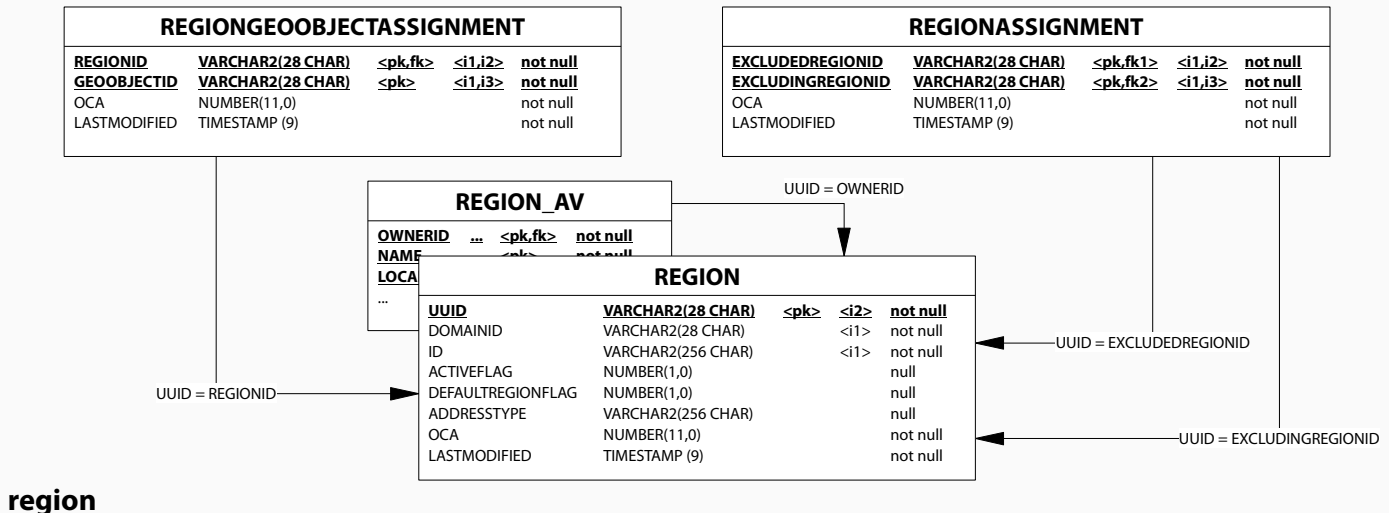 REGIONGEOOBJECTASSIGNMENT
REGIONID VARCHAR2(28 CHAR) <pk,fk> <i1,i2> not null
GEOOBJECTID VARCHAR2(28 CHAR) <pk> <i1,i3> not null
OCA NUMBER(11,0) not null
LASTMODIFIED TIMESTAMP (9) not null
REGIONASSIGNMENT
EXCLUDEDREGIONID VARCHAR2(28 CHAR) <pk,fk1> <i1,i2> not null
EXCLUDINGREGIONID VARCHAR2(28 CHAR) <pk,fk2> <i1,i3> not null
OCA NUMBER(11,0) not null
LASTMODIFIED TIMESTAMP (9) not null
UUID = OWNERID
REGION_AV
OWNERID ... <pk,fk> not null
NAME <pk> not null
LOCA
...
REGION
UUID VARCHAR2(28 CHAR) <pk> <i2> not null
DOMAINID VARCHAR2(28 CHAR) <i1> not null
ID VARCHAR2(256 CHAR) <i1> not null
ACTIVEFLAG NUMBER(1,0) null
DEFAULTREGIONFLAG NUMBER(1,0) null
ADDRESSTYPE VARCHAR2(256 CHAR) null
OCA NUMBER(11,0) not null
LASTMODIFIED TIMESTAMP (9) not null
UUID = EXCLUDEDREGIONID
UUID = REGIONID
UUID = EXCLUDINGREGIONID
region